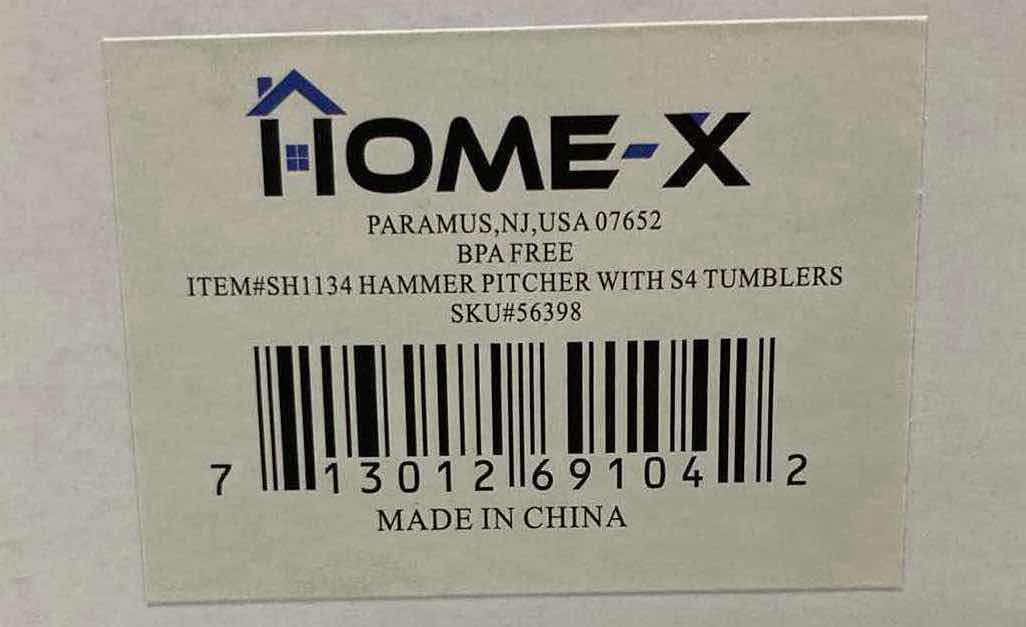 HOME-X
PARAMUS,NJ,USA 07652
BPA FREE
ITEM#SH1134 HAMMER PITCHER WITH S4 TUMBLERS
SKU#56398
7 13012 69104 2
MADE IN CHINA